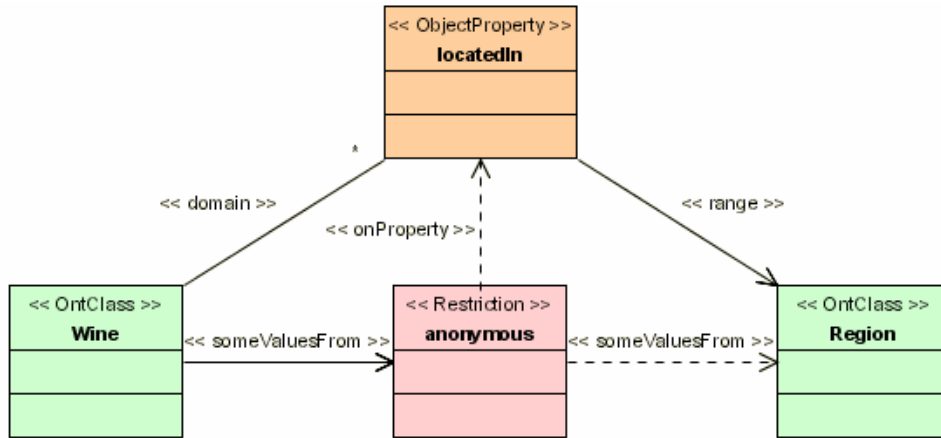 << ObjectProperty >>
locatedIn
*
<< domain >>
<< range >>
<< onProperty >>
<< OntClass >>
Wine
<< someValuesFrom >>
<< Restriction >>
anonymous
<< someValuesFrom >>
<< OntClass >>
Region